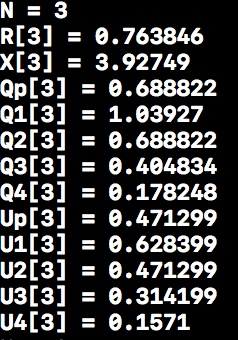 N = 3
R[3] = 0.763846
X[3] = 3.92749
Qp[3] = 0.688822
Q1[3] = 1.03927
Q2[3] = 0.688822
Q3[3] = 0.404834
Q4[3] = 0.178248
Up[3] = 0.471299
U1[3] = 0.628399
U2[3] = 0.471299
U3[3] = 0.314199
U4[3] = 0.1571